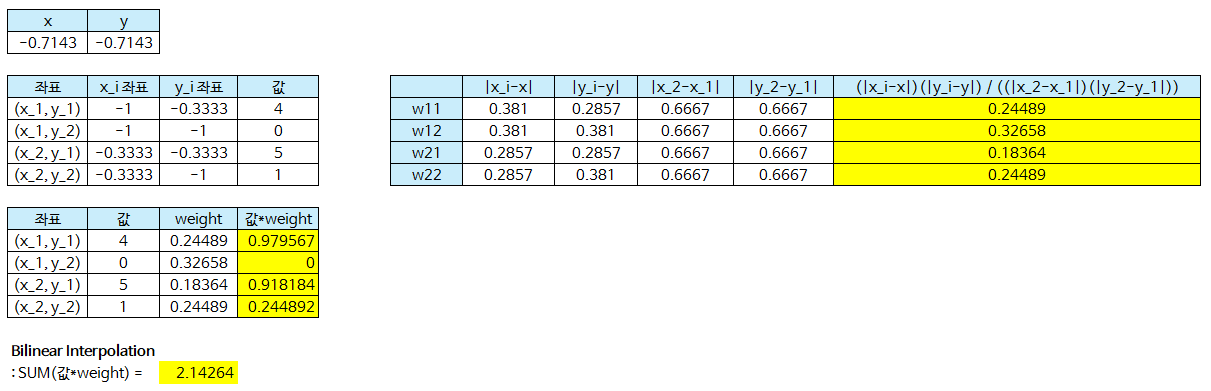 x y
-0.7143 -0.7143
좌표 x_i 좌표 y_i 좌표 값
(x_1, y_1) -1 -0.3333 4
(x_1, y_2) -1 -1 0
(x_2, y_1) -0.3333 -0.3333 5
(x_2, y_2) -0.3333 -1 1
|x_i-x| |y_i-y| |x_2-x_1| |y_2-y_1| (|x_i-x|)(|y_i-y|) / ((|x_2-x_1|)(|y_2-y_1|))
w11 0.381 0.2857 0.6667 0.6667 0.24489
w12 0.381 0.381 0.6667 0.6667 0.32658
w21 0.2857 0.2857 0.6667 0.6667 0.18364
w22 0.2857 0.381 0.6667 0.6667 0.24489
좌표 값 weight 값*weight
(x_1, y_1) 4 0.24489 0.979567
(x_1, y_2) 0 0.32658 0
(x_2, y_1) 5 0.18364 0.918184
(x_2, y_2) 1 0.24489 0.244892
Bilinear Interpolation
: SUM(값*weight) = 2.14264